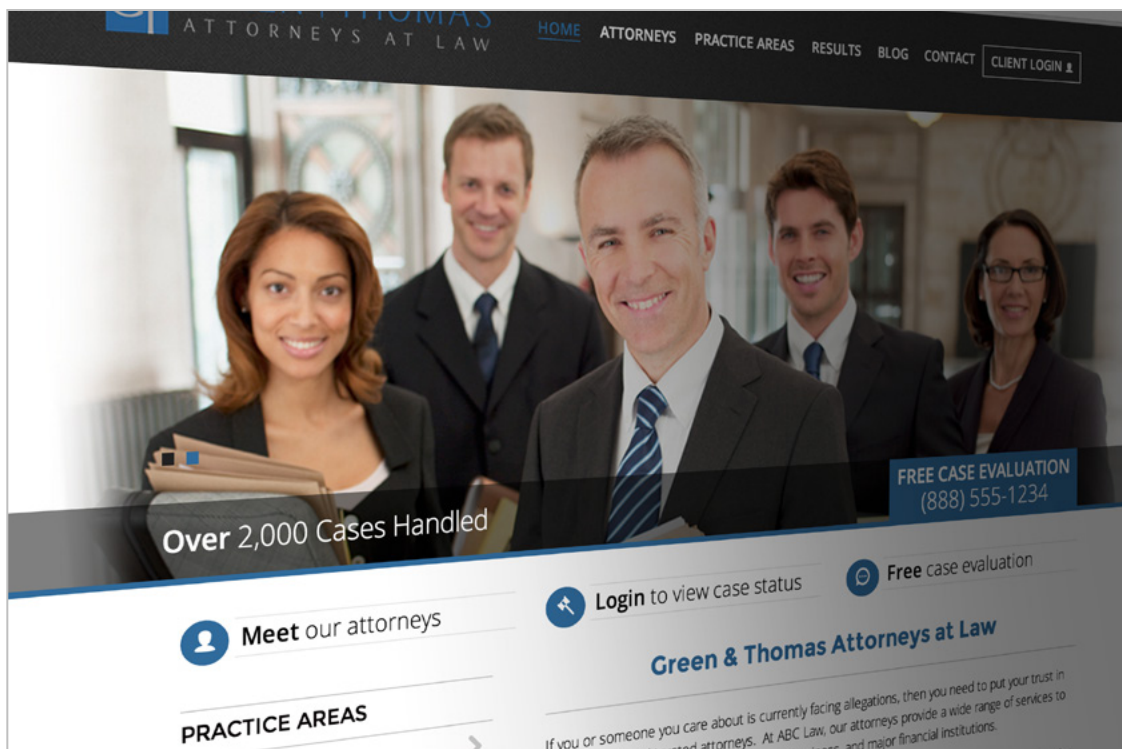 THOMAS
ATTORNEYS AT LAW
HOME ATTORNEYS PRACTICE AREAS RESULTS BLOG CONTACT CLIENT LOGIN
Over 2,000 Cases Handled
FREE CASE EVALUATION
(888) 555-1234
Meet our attorneys
Login to view case status
Free case evaluation
PRACTICE AREAS
Green & Thomas Attorneys at Law
If you or someone you care about is currently facing allegations, then you need to put your trust in
attorneys. At ABC Law, our attorneys provide a wide range of services to
and major financial institutions.